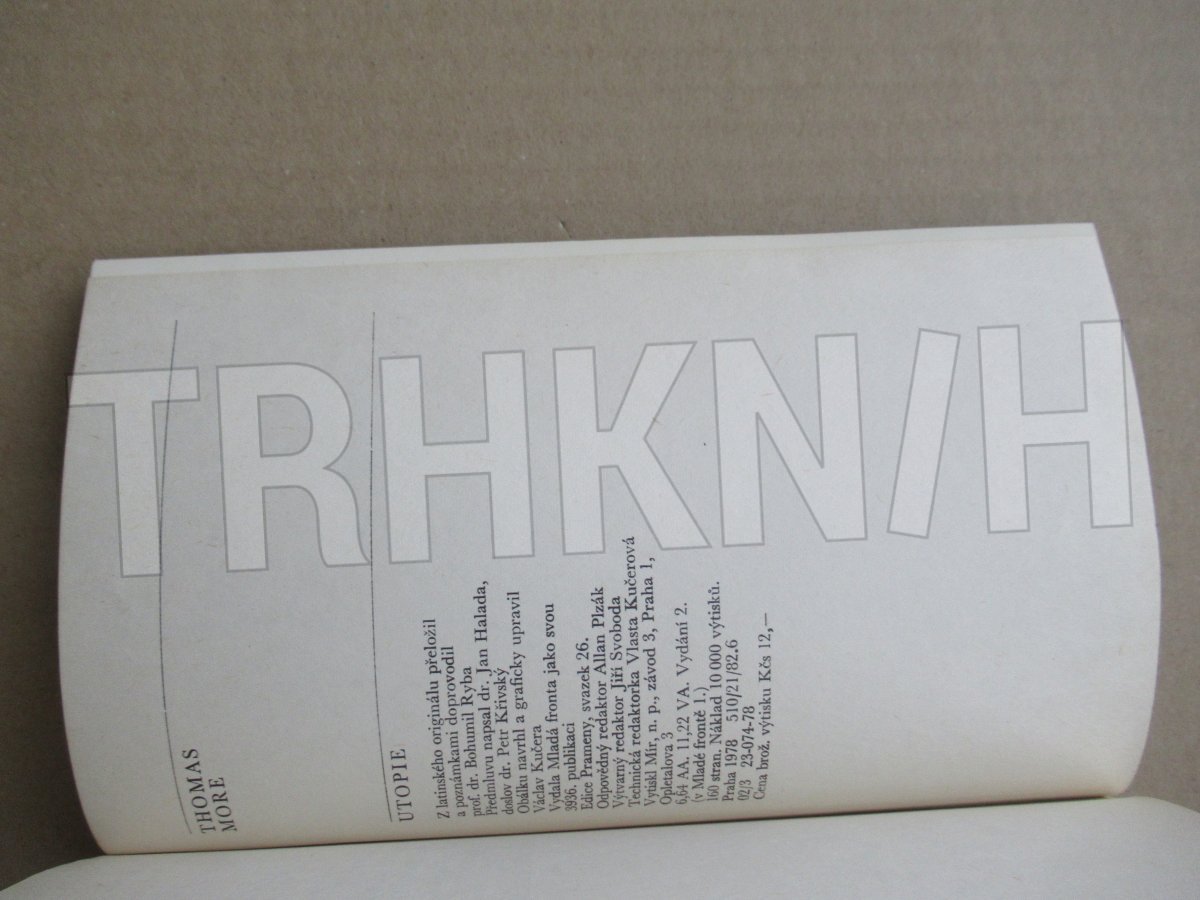 THOMAS
MORE
UTOPIE
Z latinského originálu přeložil
a poznámkami doprovodil
prof. dr. Bohumil Ryba
Předmluvu napsal dr. Jan Halada,
doslov dr. Petr Křivský
Obálku navrhl a graficky upravil
Václav Kučera
Vydala Mladá fronta jako svou
3936. publikaci
Edice Prameny, svazek 26.
Odpovědný redaktor Allan Plzák
Výtvarný redaktor Jiří Svoboda
Technická redaktorka Vlasta Kučerová
Vytiskl Mír, n. p., závod 3, Praha 1,
Opletalova 3
6,64 AA. 11,22 VA. Vydání 2.
(v Mladé frontě 1.)
160 stran. Náklad 10 000 výtisků.
Praha 1978 510/21/82.6
02/3 23-074-78
Cena brož. výtisku Kčs 12,—
TRHKN/H